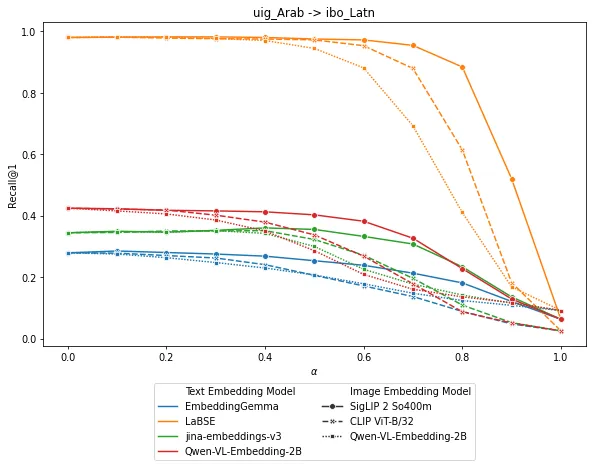 uig_Arab -> ibo_Latn
Recall@1
1.0
0.8
0.6
0.4
0.2
0.0
0.0 0.2 0.4 0.6 0.8 1.0
α
Text Embedding Model Image Embedding Model
EmbeddingGemma SigLIP 2 So400m
LaBSE CLIP ViT-B/32
jina-embeddings-v3 Qwen-VL-Embedding-2B
Qwen-VL-Embedding-2B